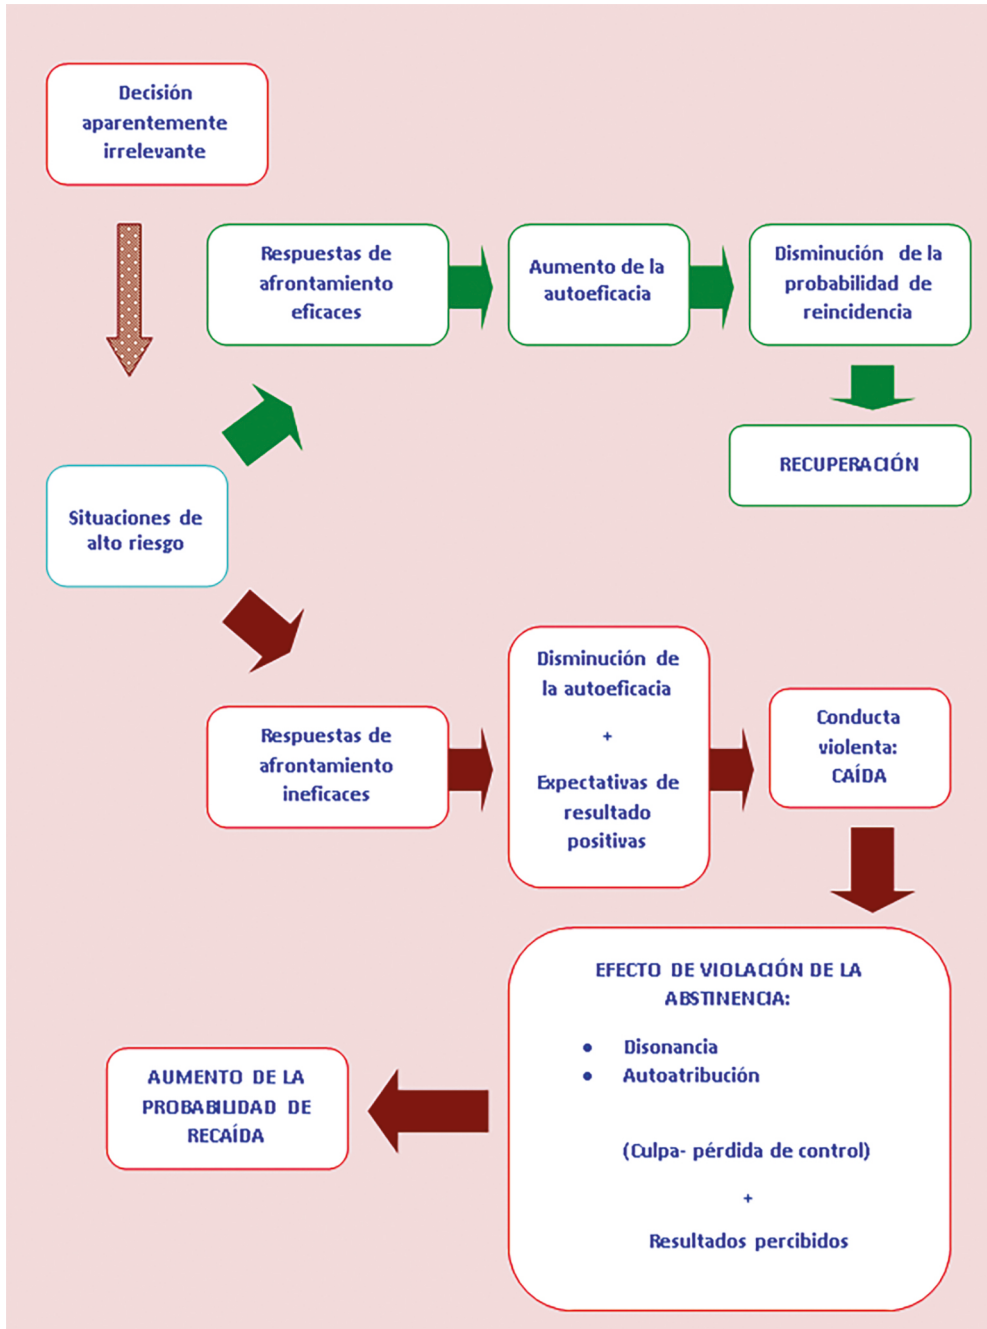 Decisión
aparentemente
irrelevante
Respuestas de
afrontamiento
eficaces
Aumento de la
autoeficacia
Disminución de la
probabilidad de
reincidencia
RECUPERACIÓN
Situaciones de
alto riesgo
Respuestas de
afrontamiento
ineficaces
Disminución de
la autoeficacia
+
Expectativas de
resultado
positivas
Conducta
violenta:
CAÍDA
EFECTO DE VIOLACIÓN DE LA
ABSTINENCIA:
● Disonancia
● Autoatribución
(Culpa- pérdida de control)
+
Resultados percibidos
AUMENTO DE LA
PROBABILIDAD DE
RECAÍDA